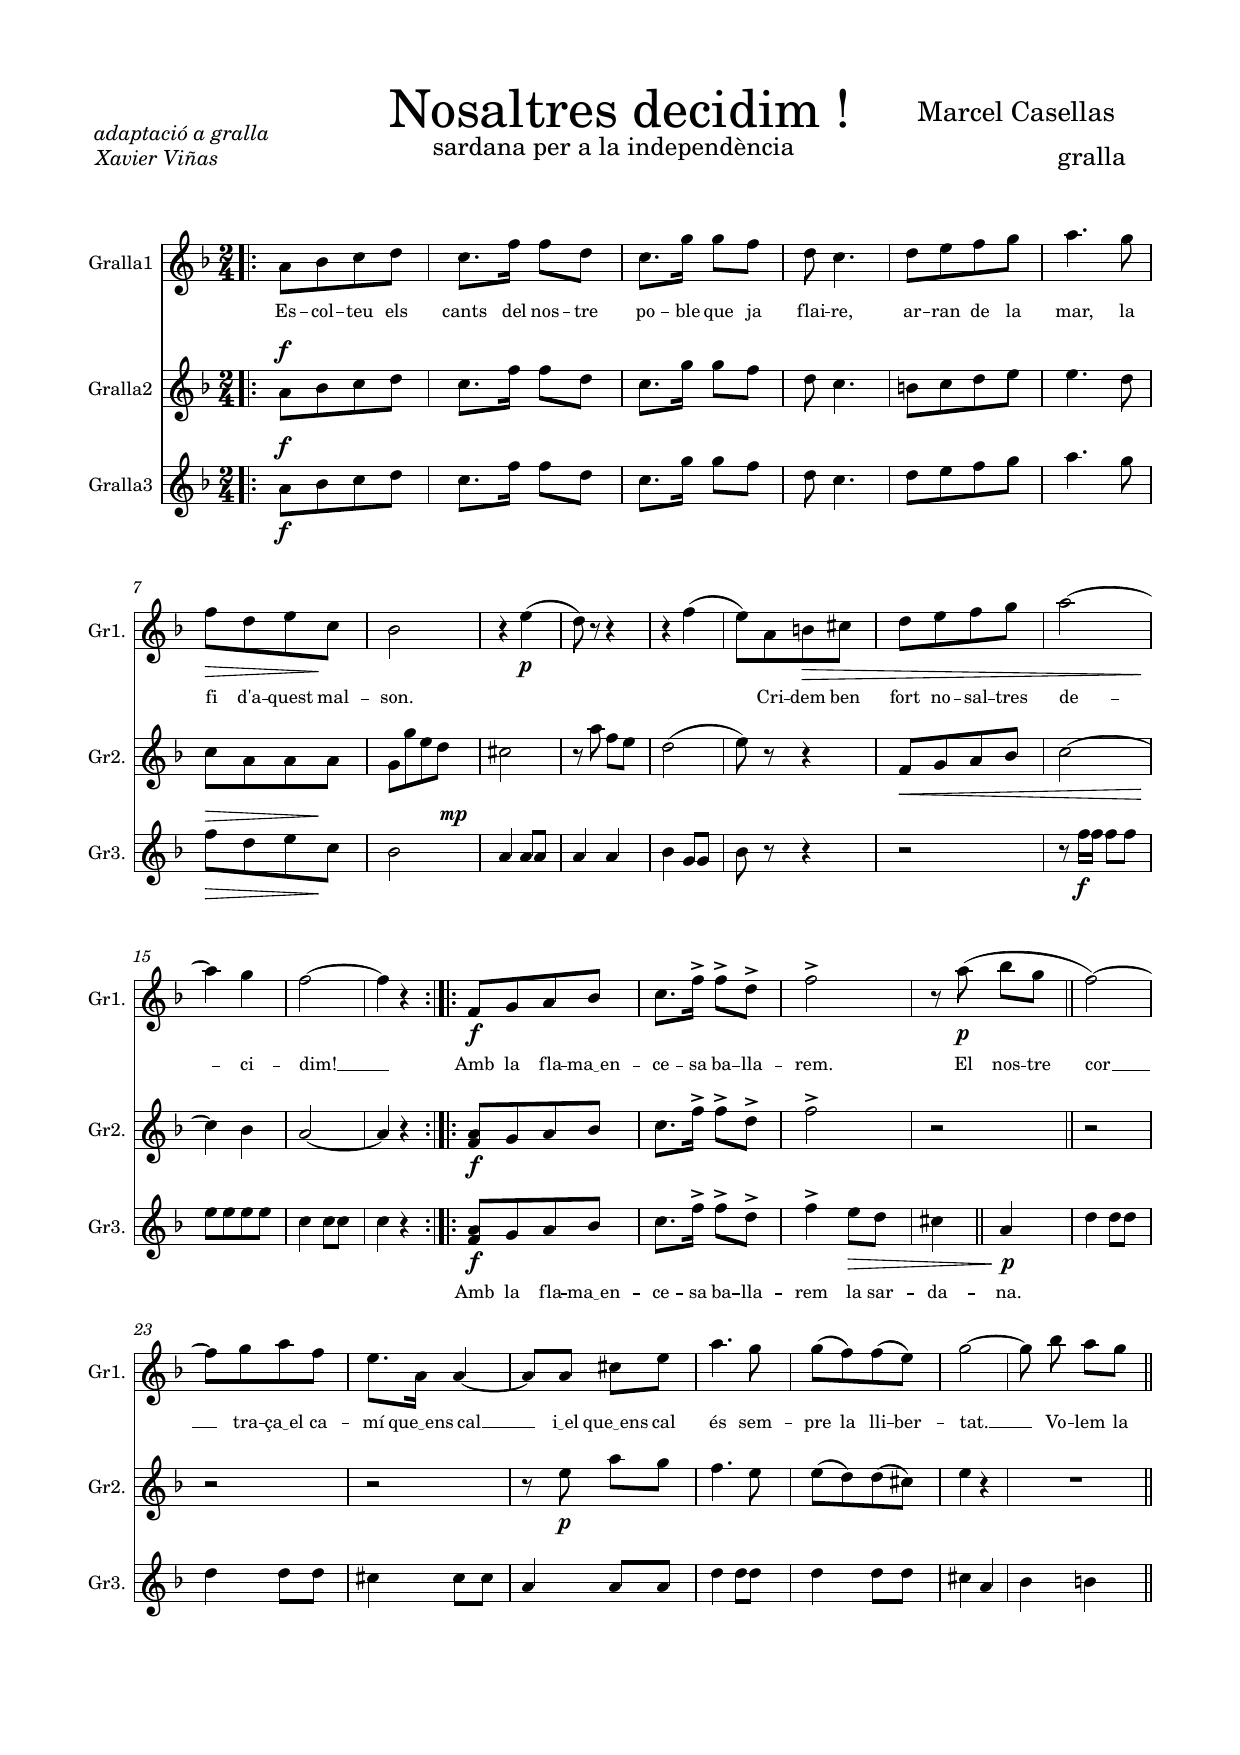 Nosaltres decidim !
Marcel Casellas
adaptació a gralla
sardana per a la independència
Xavier Viñas
gralla
Gralla1
Es – col – teu els cants del nos – tre po – ble que ja flai – re, ar – ran de la mar, la
f
Gralla2
f
Gralla3
f
7
Gr1.
p
fi d'a – quest mal – son. Cri – dem ben fort no – sal – tres de –
Gr2.
mp
Gr3.
f
15
Gr1.
f p
– ci – dim! Amb la fla – ma‿en – ce – sa ba – lla – rem. El nos – tre cor
Gr2.
f
Gr3.
f p
Amb la fla – ma‿en – ce – sa ba – lla – rem la sar – da – na.
23
Gr1.
tra – ça‿el ca – mí que‿ens cal i‿el que‿ens cal és sem – pre la lli – ber – tat. Vo – lem la
Gr2.
p
Gr3.